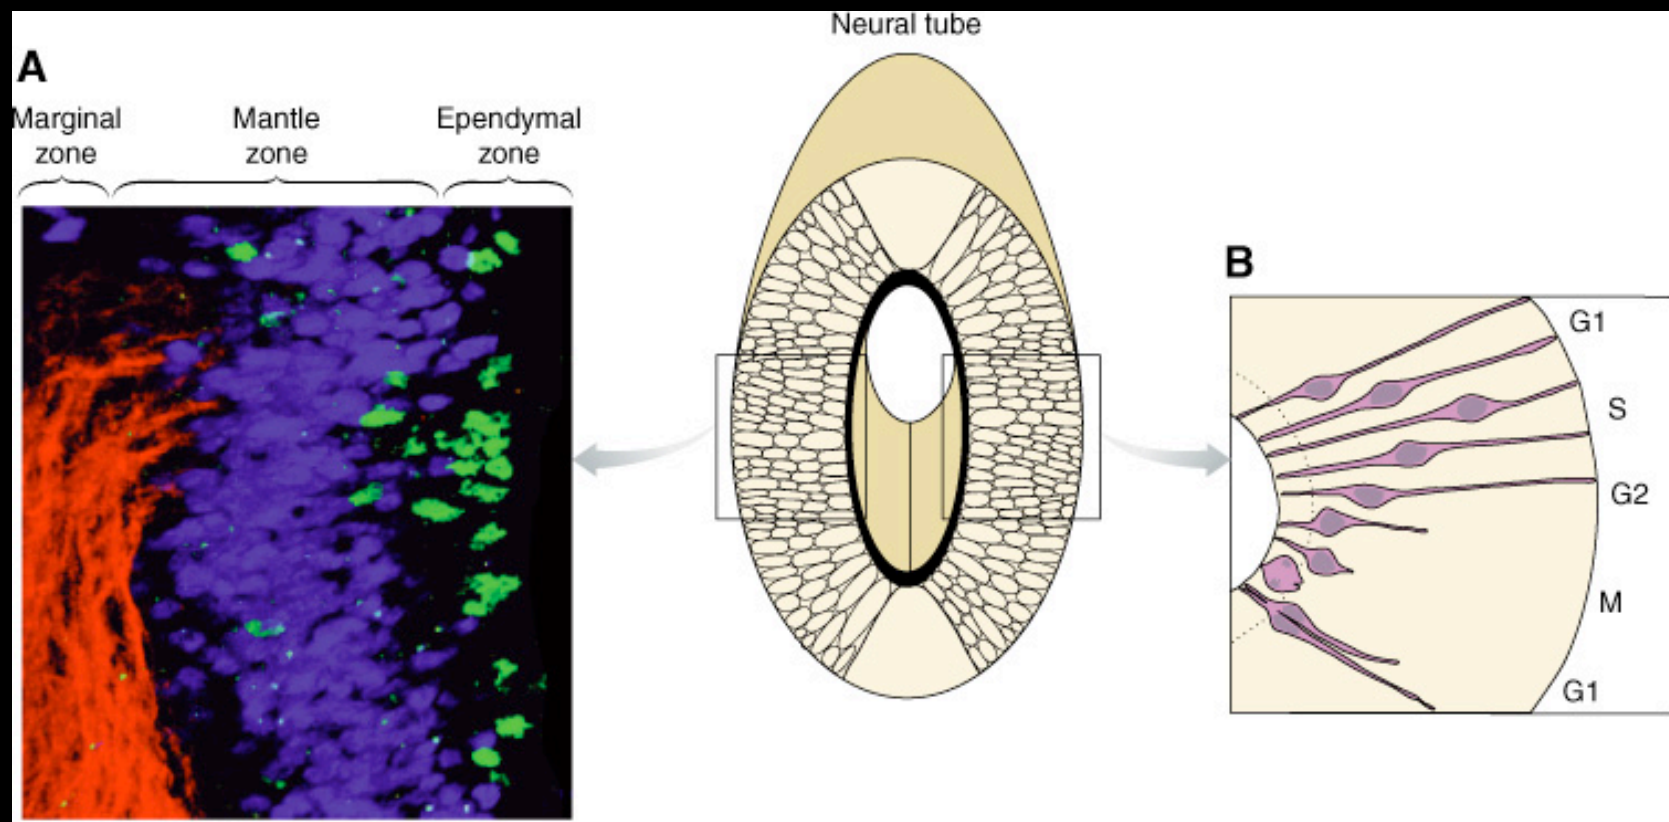 Neural tube
A
Marginal
zone
Mantle
zone
Ependymal
zone
B
G1
S
G2
M
G1